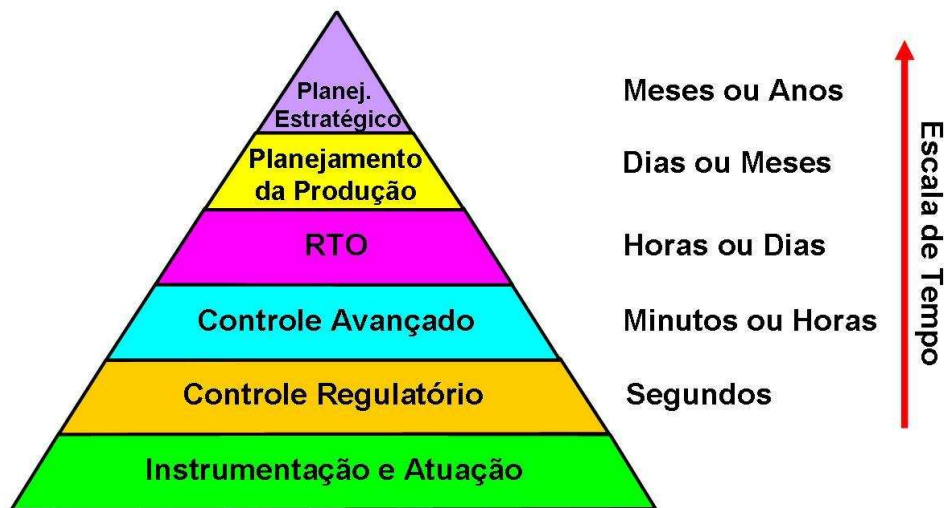 Planej.
Estratégico
Meses ou Anos
Planejamento
da Produção
Dias ou Meses
RTO
Horas ou Dias
Controle Avançado
Minutos ou Horas
Controle Regulatório
Segundos
Instrumentação e Atuação
Escala de Tempo